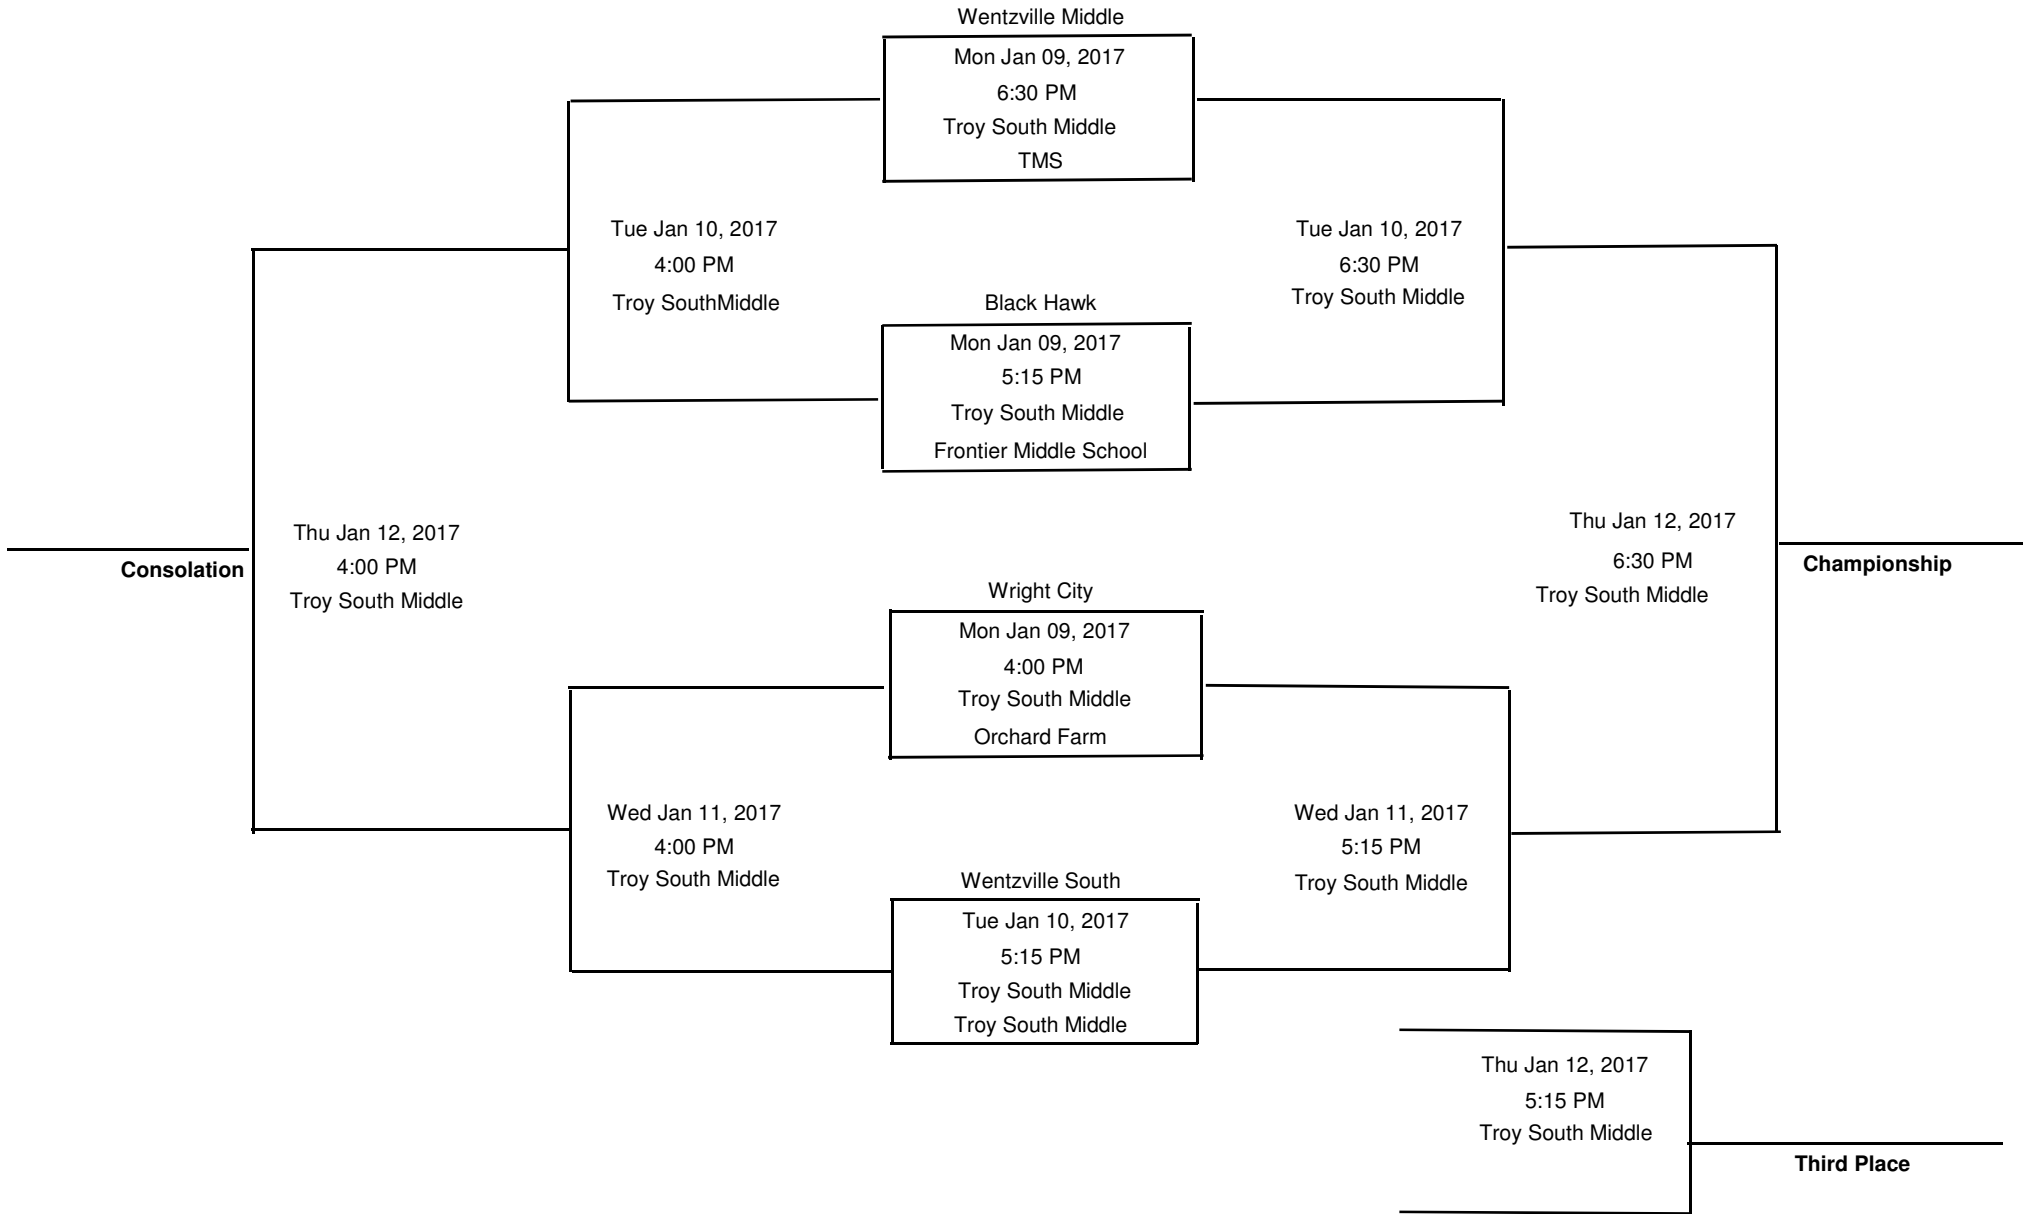 Wentzville Middle
Mon Jan 09, 2017
6:30 PM
Troy South Middle
TMS
Tue Jan 10, 2017
4:00 PM
Troy SouthMiddle
Tue Jan 10, 2017
6:30 PM
Troy South Middle
Black Hawk
Mon Jan 09, 2017
5:15 PM
Troy South Middle
Frontier Middle School
Thu Jan 12, 2017
4:00 PM
Troy South Middle
Consolation
Thu Jan 12, 2017
6:30 PM
Troy South Middle
Championship
Wright City
Mon Jan 09, 2017
4:00 PM
Troy South Middle
Orchard Farm
Wed Jan 11, 2017
4:00 PM
Troy South Middle
Wed Jan 11, 2017
5:15 PM
Troy South Middle
Wentzville South
Tue Jan 10, 2017
5:15 PM
Troy South Middle
Troy South Middle
Thu Jan 12, 2017
5:15 PM
Troy South Middle
Third Place